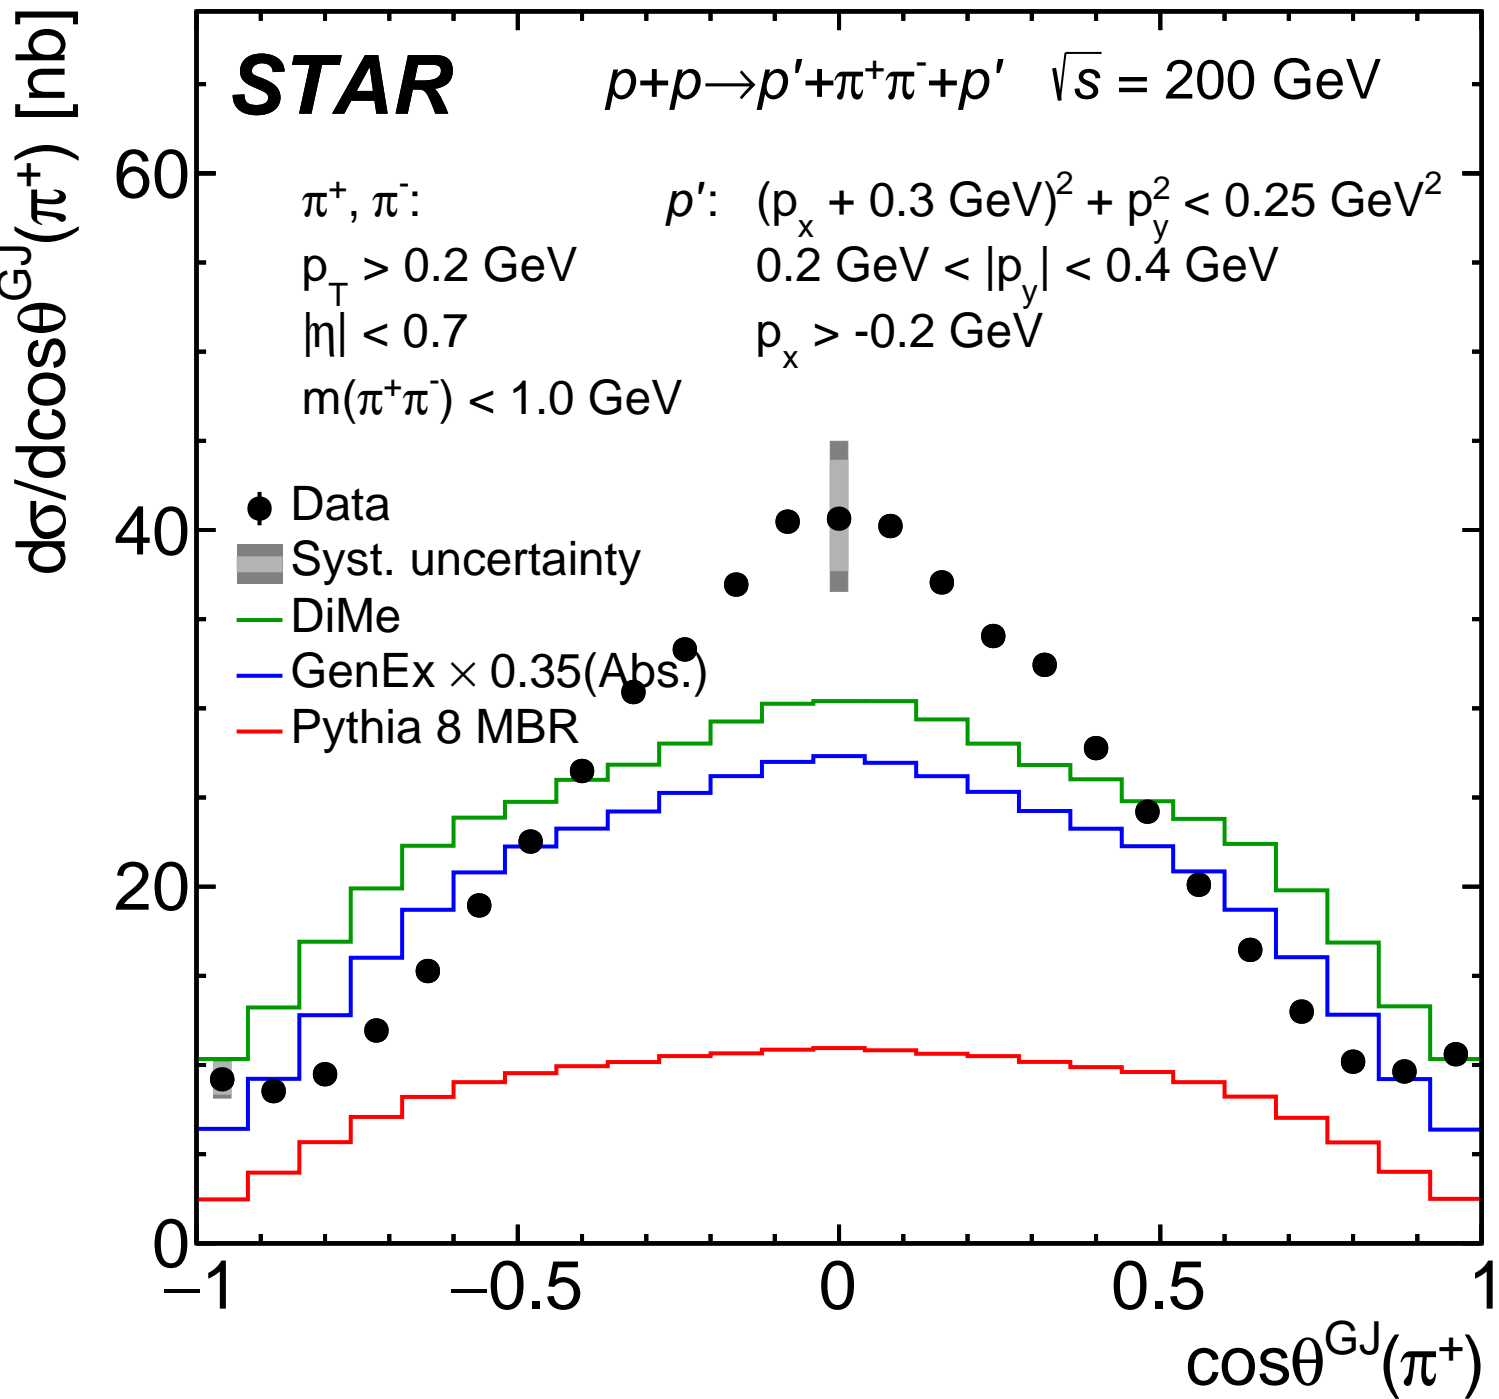 STAR p+p→p′+π⁺π⁻+p′ √s = 200 GeV
π⁺, π⁻: p′: (pₓ + 0.3 GeV)² + p_y² < 0.25 GeV²
p_T > 0.2 GeV 0.2 GeV < |p_y| < 0.4 GeV
|η| < 0.7 pₓ > -0.2 GeV
m(π⁺π⁻) < 1.0 GeV
Data
Syst. uncertainty
DiMe
GenEx × 0.35(Abs.)
Pythia 8 MBR
dσ/dcosθ^GJ(π⁺) [nb]
60
40
20
0
−1 −0.5 0 0.5 1
cosθ^GJ(π⁺)